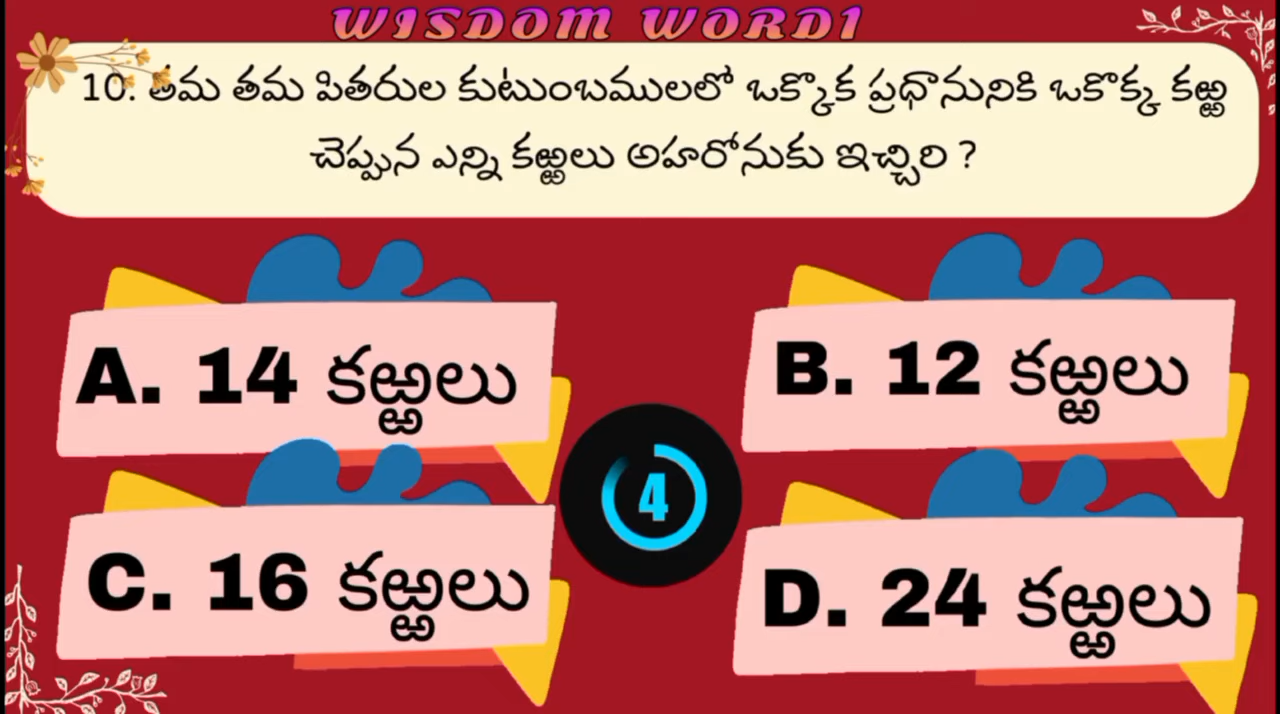 WISDOM WORD1
10. తమ తమ పితరుల కుటుంబములలో ఒక్కొక ప్రధానునికి ఒకొక్క కఱ్ఱ
చెప్పున ఎన్ని కఱ్ఱలు అహరోనుకు ఇచ్చిరి ?
A. 14 కఱ్ఱలు
B. 12 కఱ్ఱలు
4
C. 16 కఱ్ఱలు
D. 24 కఱ్ఱలు